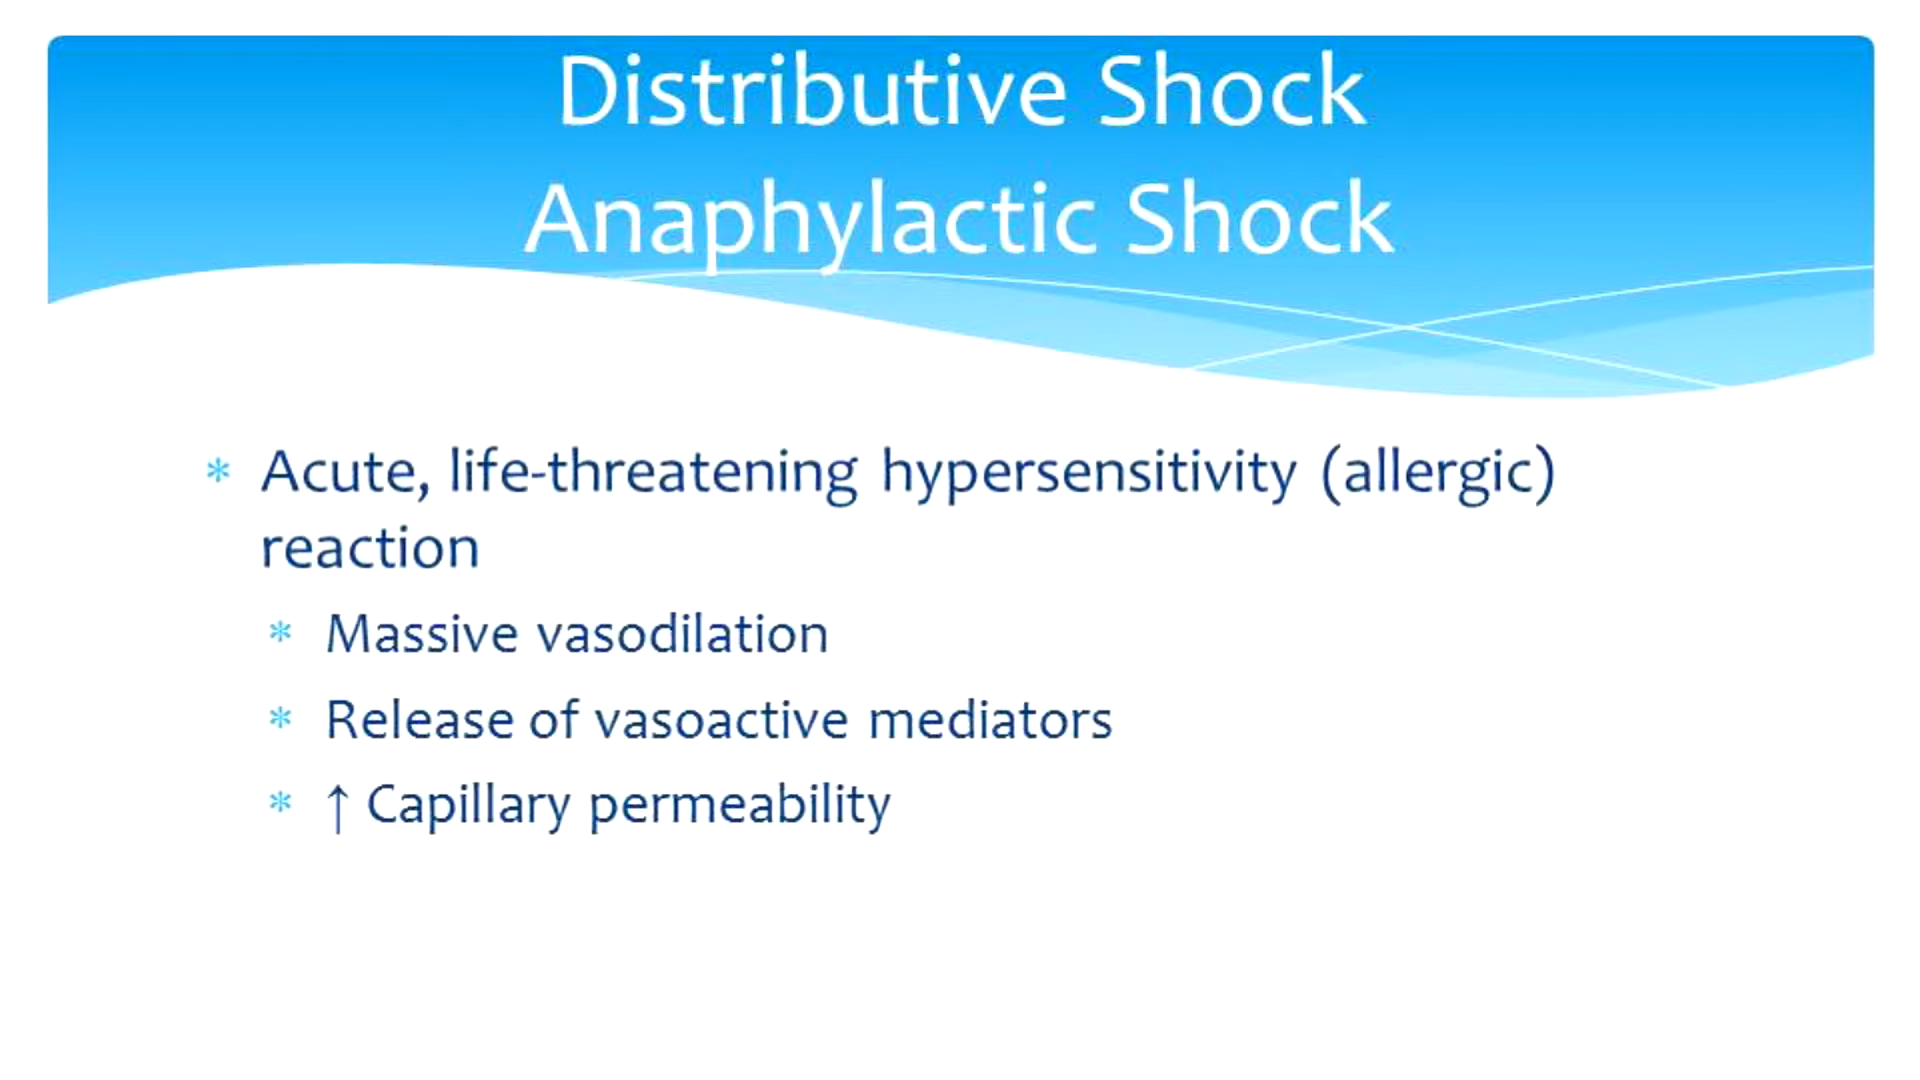 Distributive Shock
Anaphylactic Shock
* Acute, life-threatening hypersensitivity (allergic)
reaction
* Massive vasodilation
* Release of vasoactive mediators
* ↑ Capillary permeability